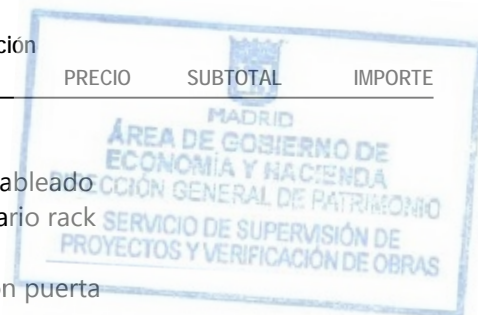 ción
PRECIO SUBTOTAL IMPORTE
MADRID
ÁREA DE GOBIERNO DE
ECONOMÍA Y HACIENDA
ableado
DIRECCIÓN GENERAL DE PATRIMONIO
ario rack
SERVICIO DE SUPERVISIÓN DE
PROYECTOS Y VERIFICACIÓN DE OBRAS
n puerta